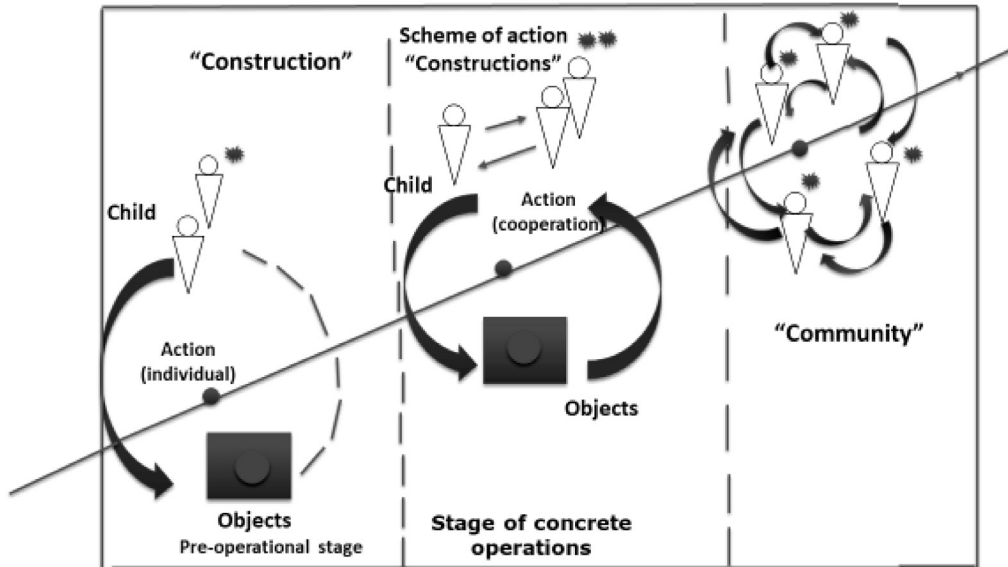 “Construction”
Child
Action
(individual)
Objects
Pre-operational stage
Scheme of action
“Constructions”
Child
Action
(cooperation)
Objects
Stage of concrete
operations
“Community”